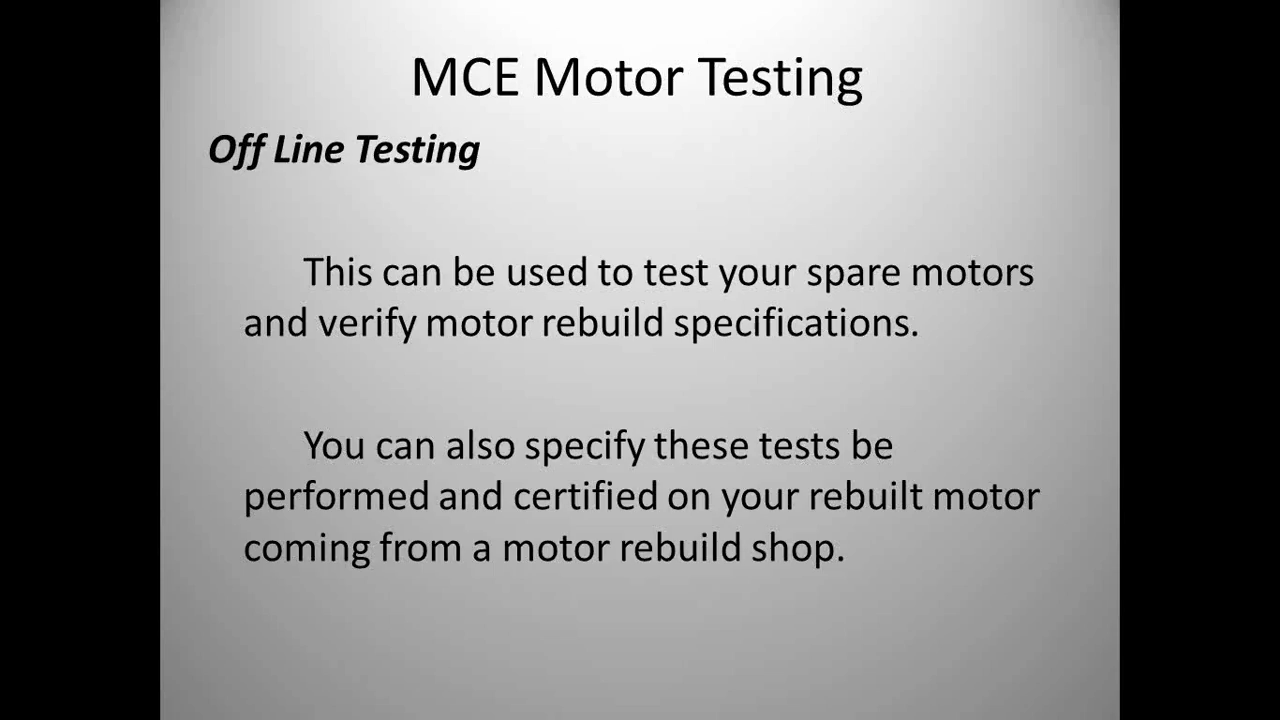 MCE Motor Testing
Off Line Testing
This can be used to test your spare motors
and verify motor rebuild specifications.
You can also specify these tests be
performed and certified on your rebuilt motor
coming from a motor rebuild shop.